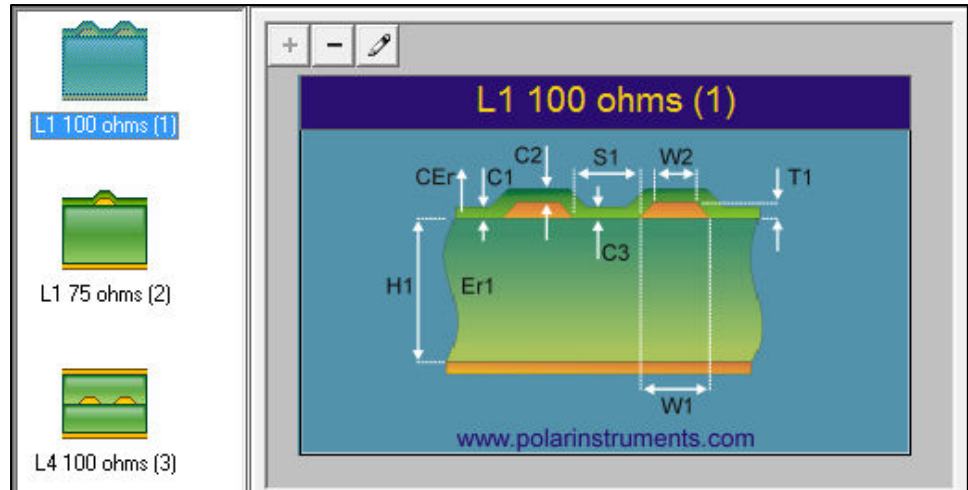 L1 100 ohms (1)
L1 75 ohms (2)
L4 100 ohms (3)
L1 100 ohms (1)
CEr C1 C2 S1 W2 T1
C3
H1 Er1
W1
www.polarinstruments.com